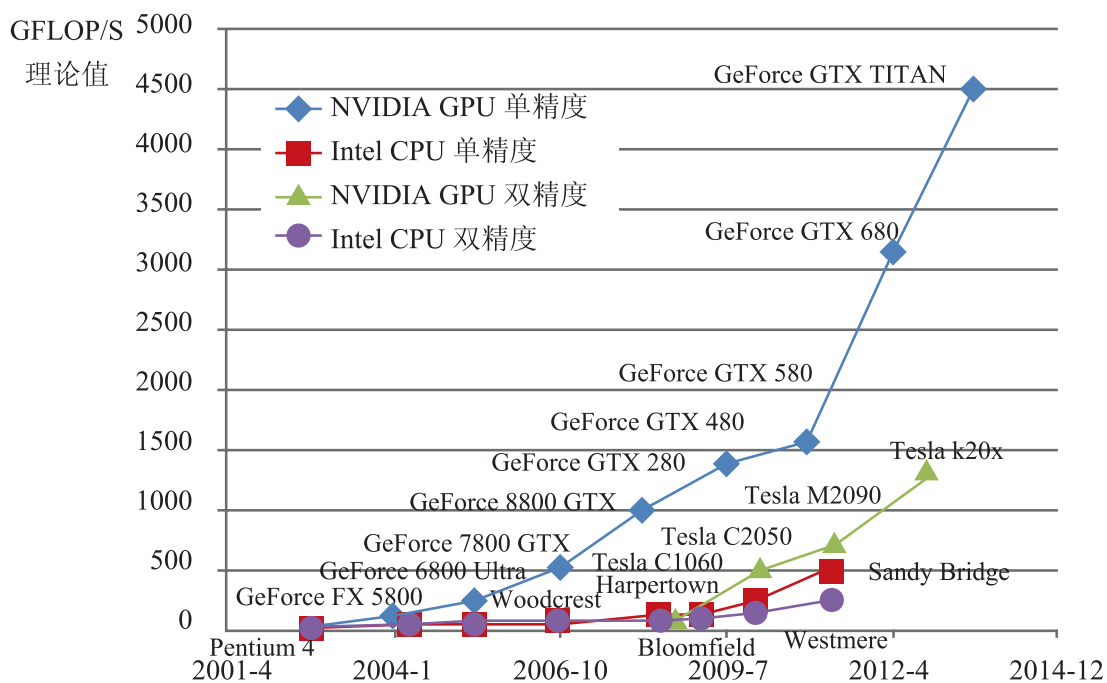 GFLOP/S
理论值
5000
4500
4000
3500
3000
2500
2000
1500
1000
500
0
NVIDIA GPU 单精度
Intel CPU 单精度
NVIDIA GPU 双精度
Intel CPU 双精度
GeForce GTX TITAN
GeForce GTX 680
GeForce GTX 580
GeForce GTX 480
GeForce GTX 280
GeForce 8800 GTX
GeForce 7800 GTX
GeForce 6800 Ultra
GeForce FX 5800
Tesla k20x
Tesla M2090
Tesla C2050
Tesla C1060
Harpertown
Woodcrest
Sandy Bridge
Pentium 4
Bloomfield
Westmere
2001-4
2004-1
2006-10
2009-7
2012-4
2014-12